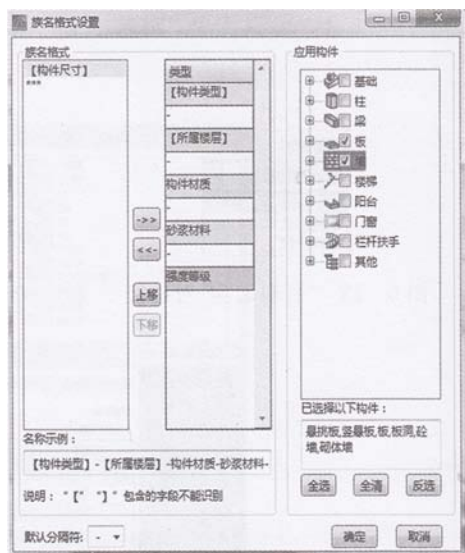 族名格式设置
族名格式
【构件尺寸】
***
->>
<<-
上移
下移
类型
【构件类型】
-
【所属楼层】
-
构件材质
-
砂浆材料
-
强度等级
应用构件
基础
柱
梁
板
墙
楼梯
阳台
门窗
栏杆扶手
其他
已选择以下构件：
悬挑板,竖悬板,板,板洞,砼
墙,砌体墙
全选
全清
反选
名称示例：
【构件类型】-【所属楼层】-构件材质-砂浆材料-
说明："【" "】"包含的字段不能识别
默认分隔符:
-
确定
取消